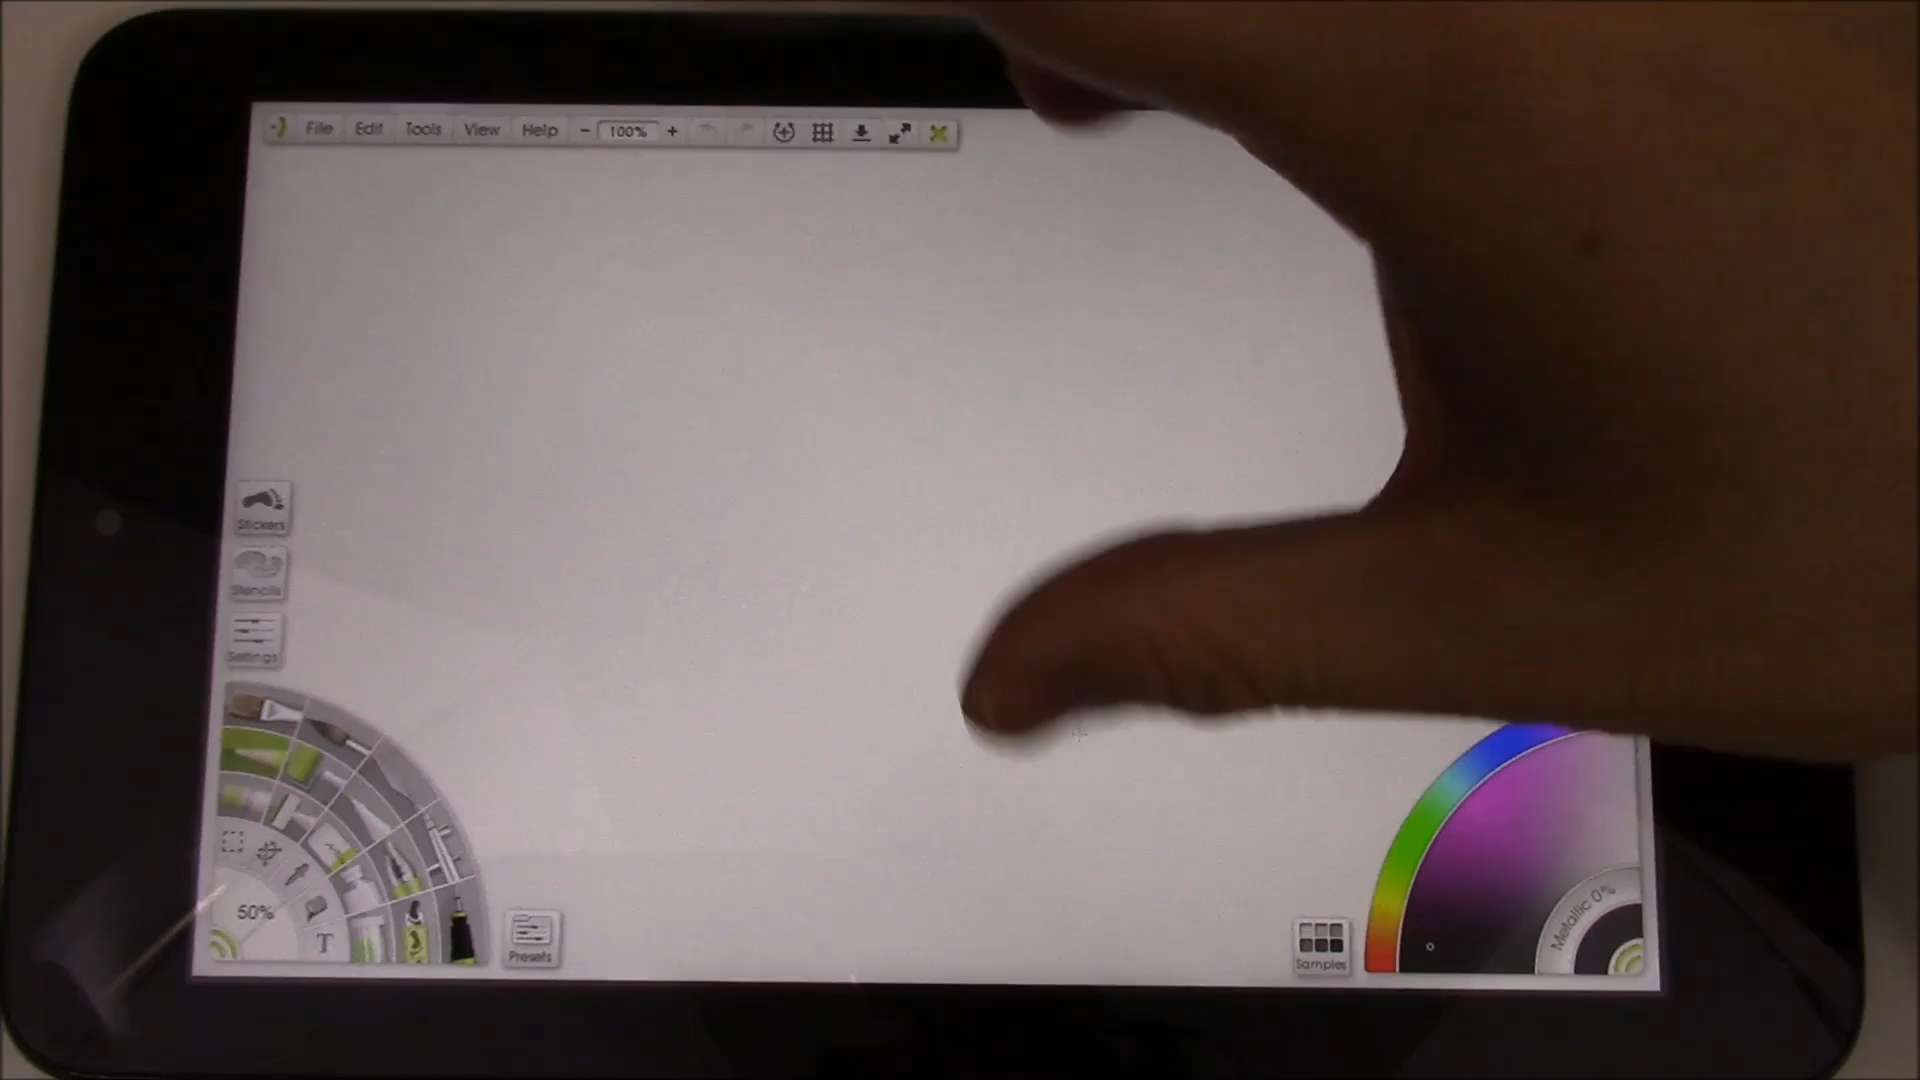 File Edit Tools View Help − 100% +
Stickers
Stencils
Settings
50%
T
Presets
Samples
Metallic 0%